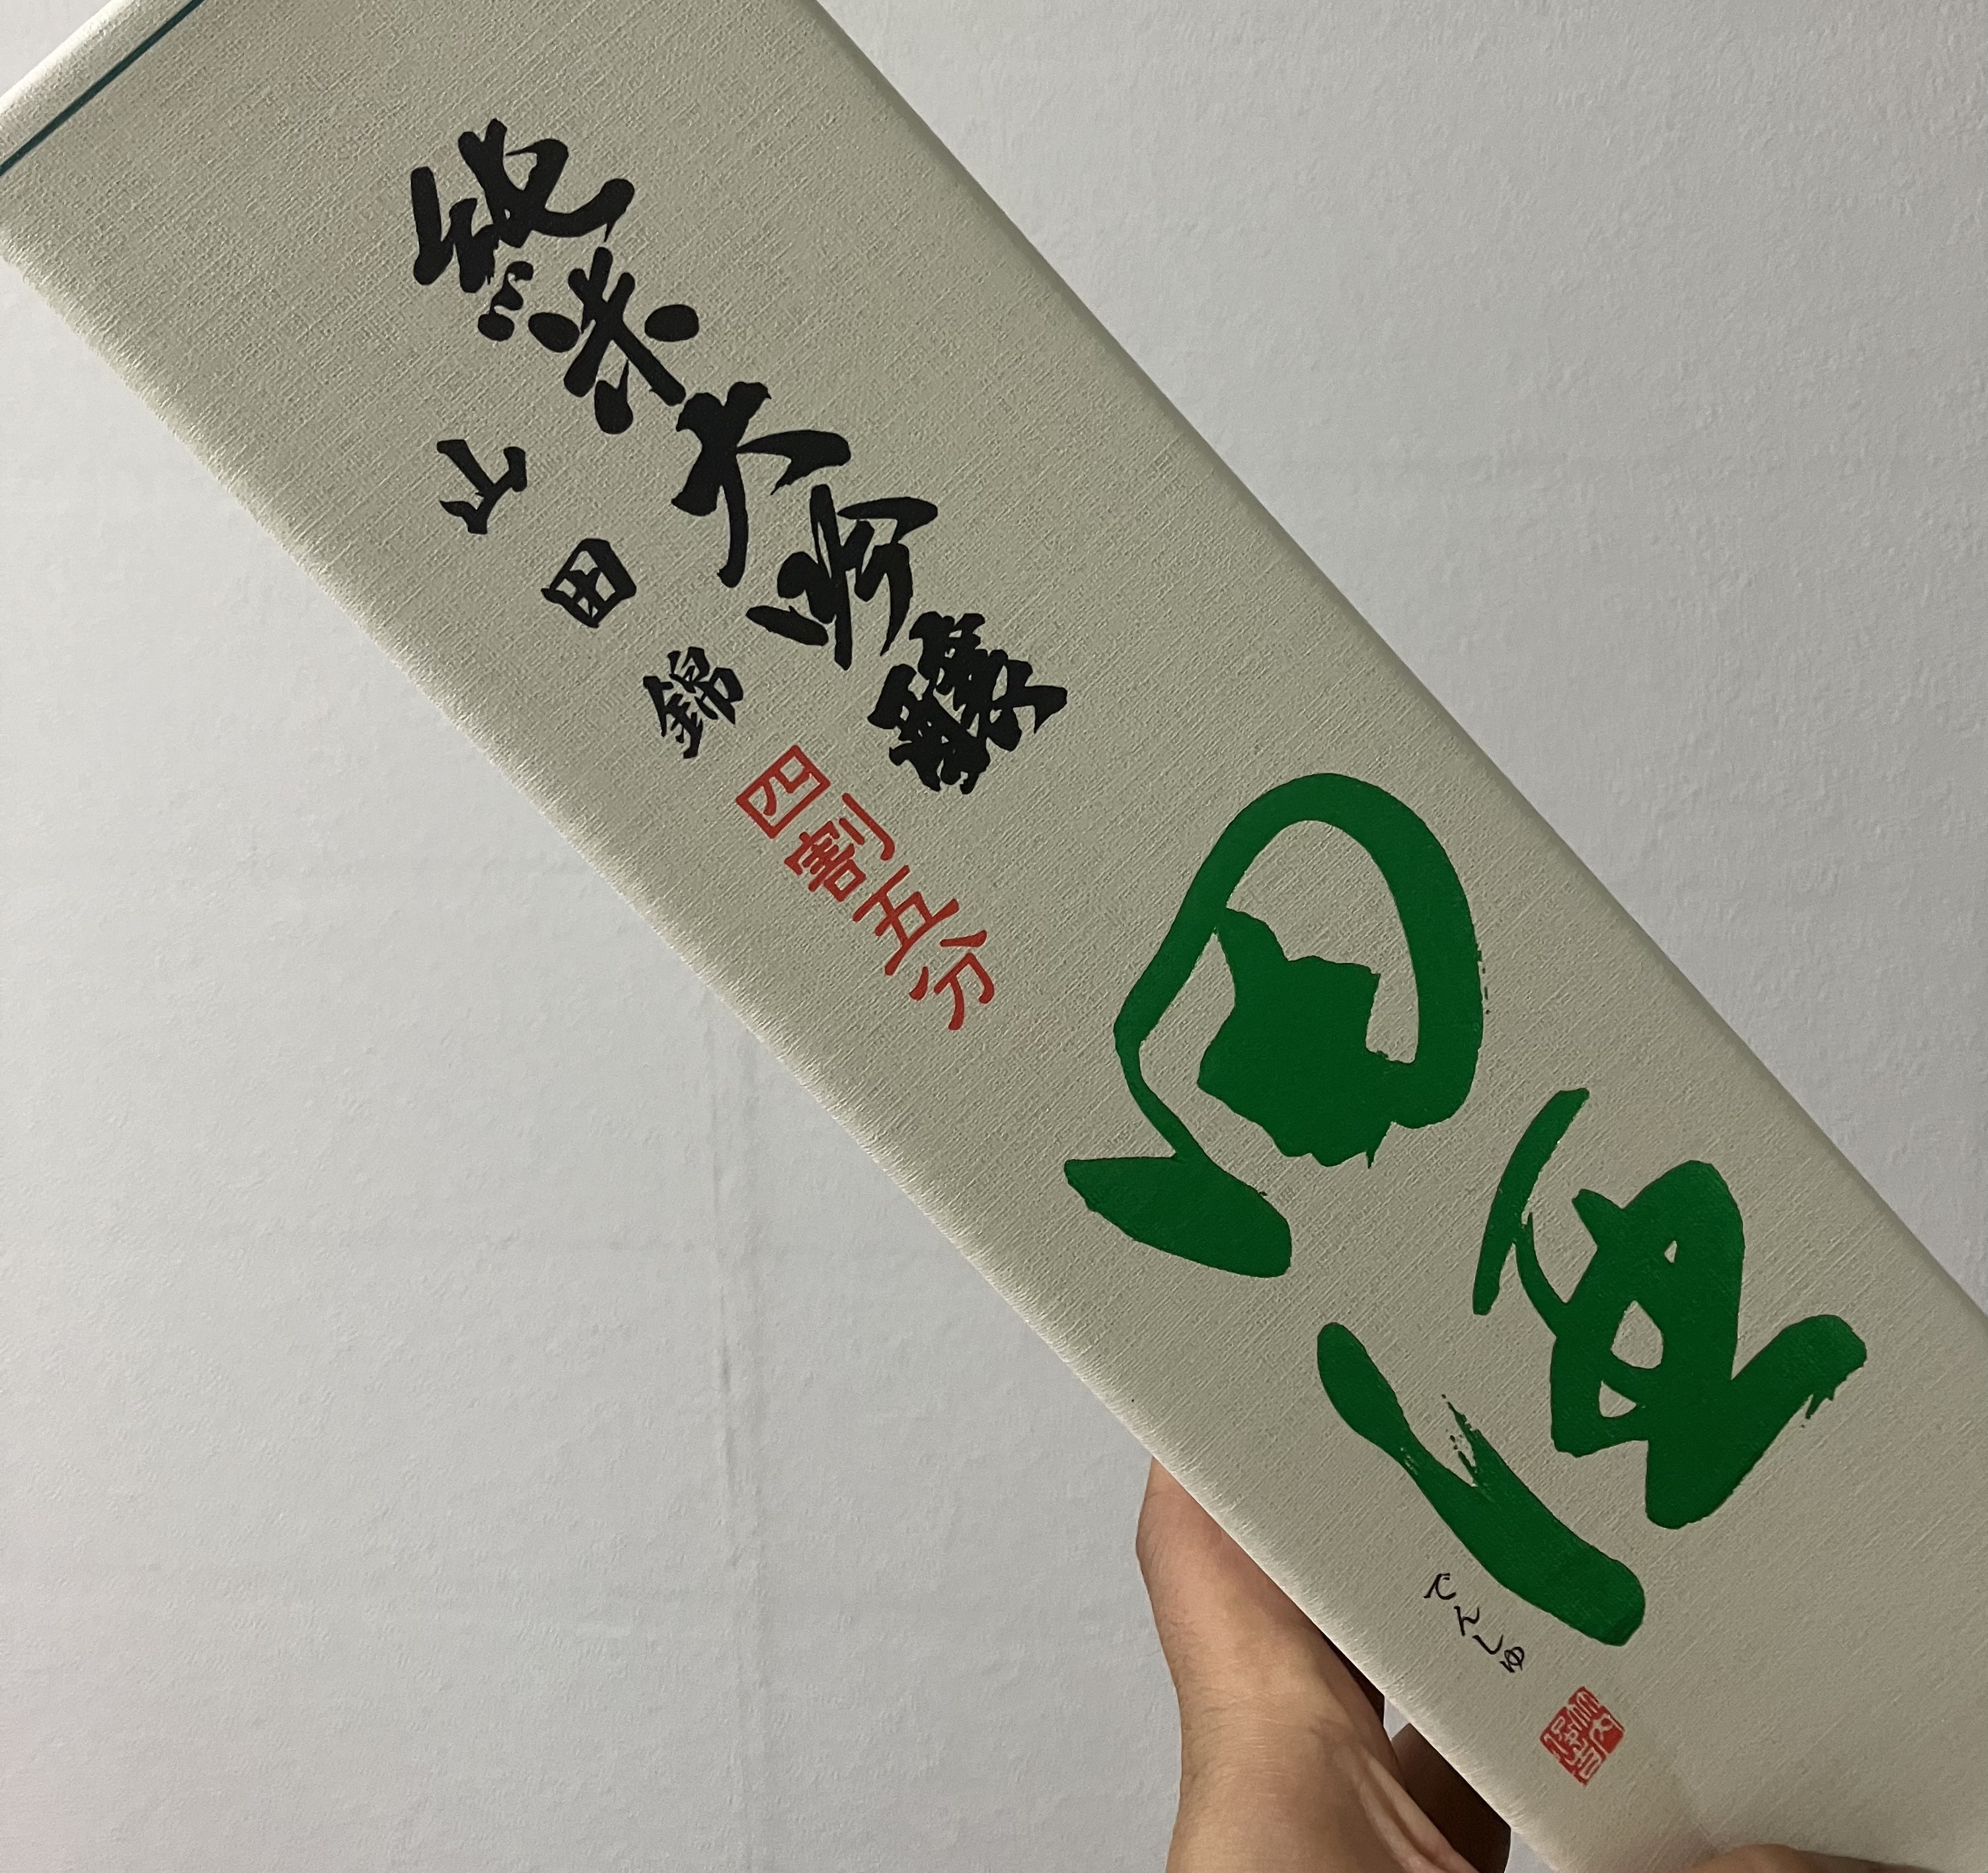 純米大吟醸
山田錦
四割五分
田酒
でんしゅ